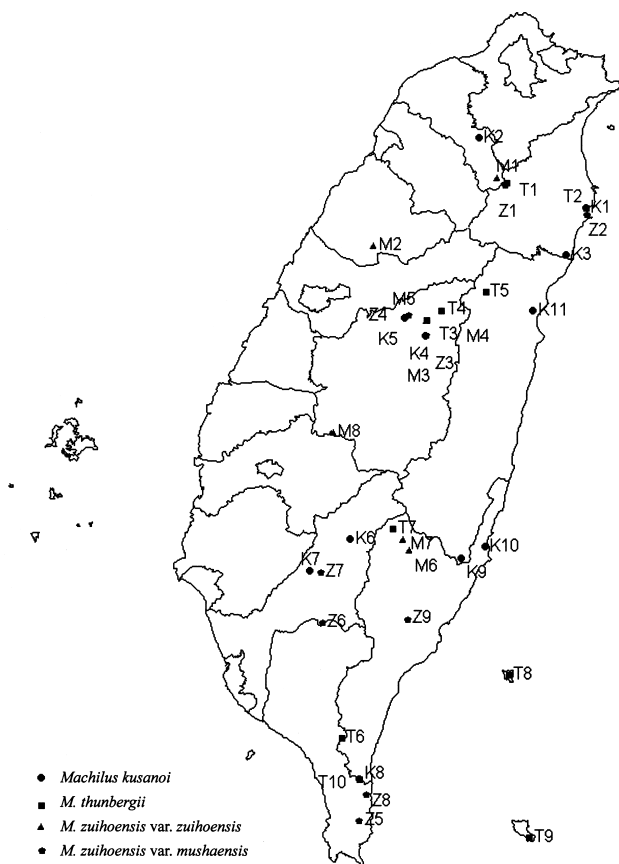 K2
M1
T1
Z1
T2
K1
Z2
M2
K3
T5
M5
T4
K11
Z4
K5
T3
M4
K4
Z3
M3
M8
T7
K6
M7
K10
M6
K9
K7
Z7
Z6
Z9
T8
T6
K8
T10
Z8
Z5
T9
Machilus kusanoi
M. thunbergii
M. zuihoensis var. zuihoensis
M. zuihoensis var. mushaensis